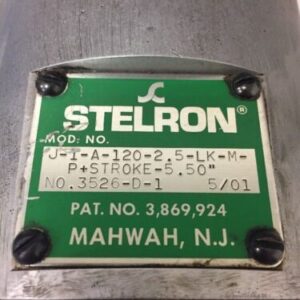 STELRON®
MOD. NO.
J-1-A-120-2.5-LK-M-
P+STROKE-5.50"
NO.3526-D-1 5/01
PAT. NO. 3,869,924
MAHWAH, N.J.